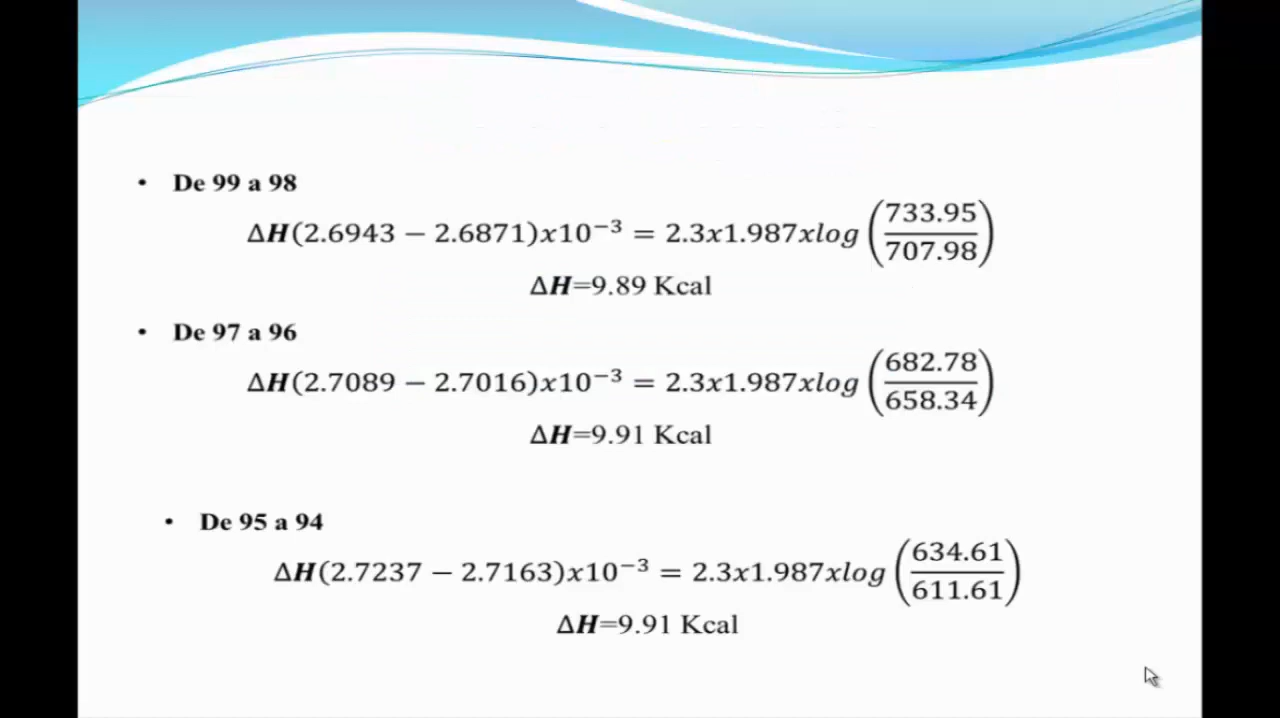 • De 99 a 98
ΔH(2.6943 − 2.6871)x10⁻³ = 2.3x1.987xlog (733.95/707.98)
ΔH=9.89 Kcal
• De 97 a 96
ΔH(2.7089 − 2.7016)x10⁻³ = 2.3x1.987xlog (682.78/658.34)
ΔH=9.91 Kcal
• De 95 a 94
ΔH(2.7237 − 2.7163)x10⁻³ = 2.3x1.987xlog (634.61/611.61)
ΔH=9.91 Kcal